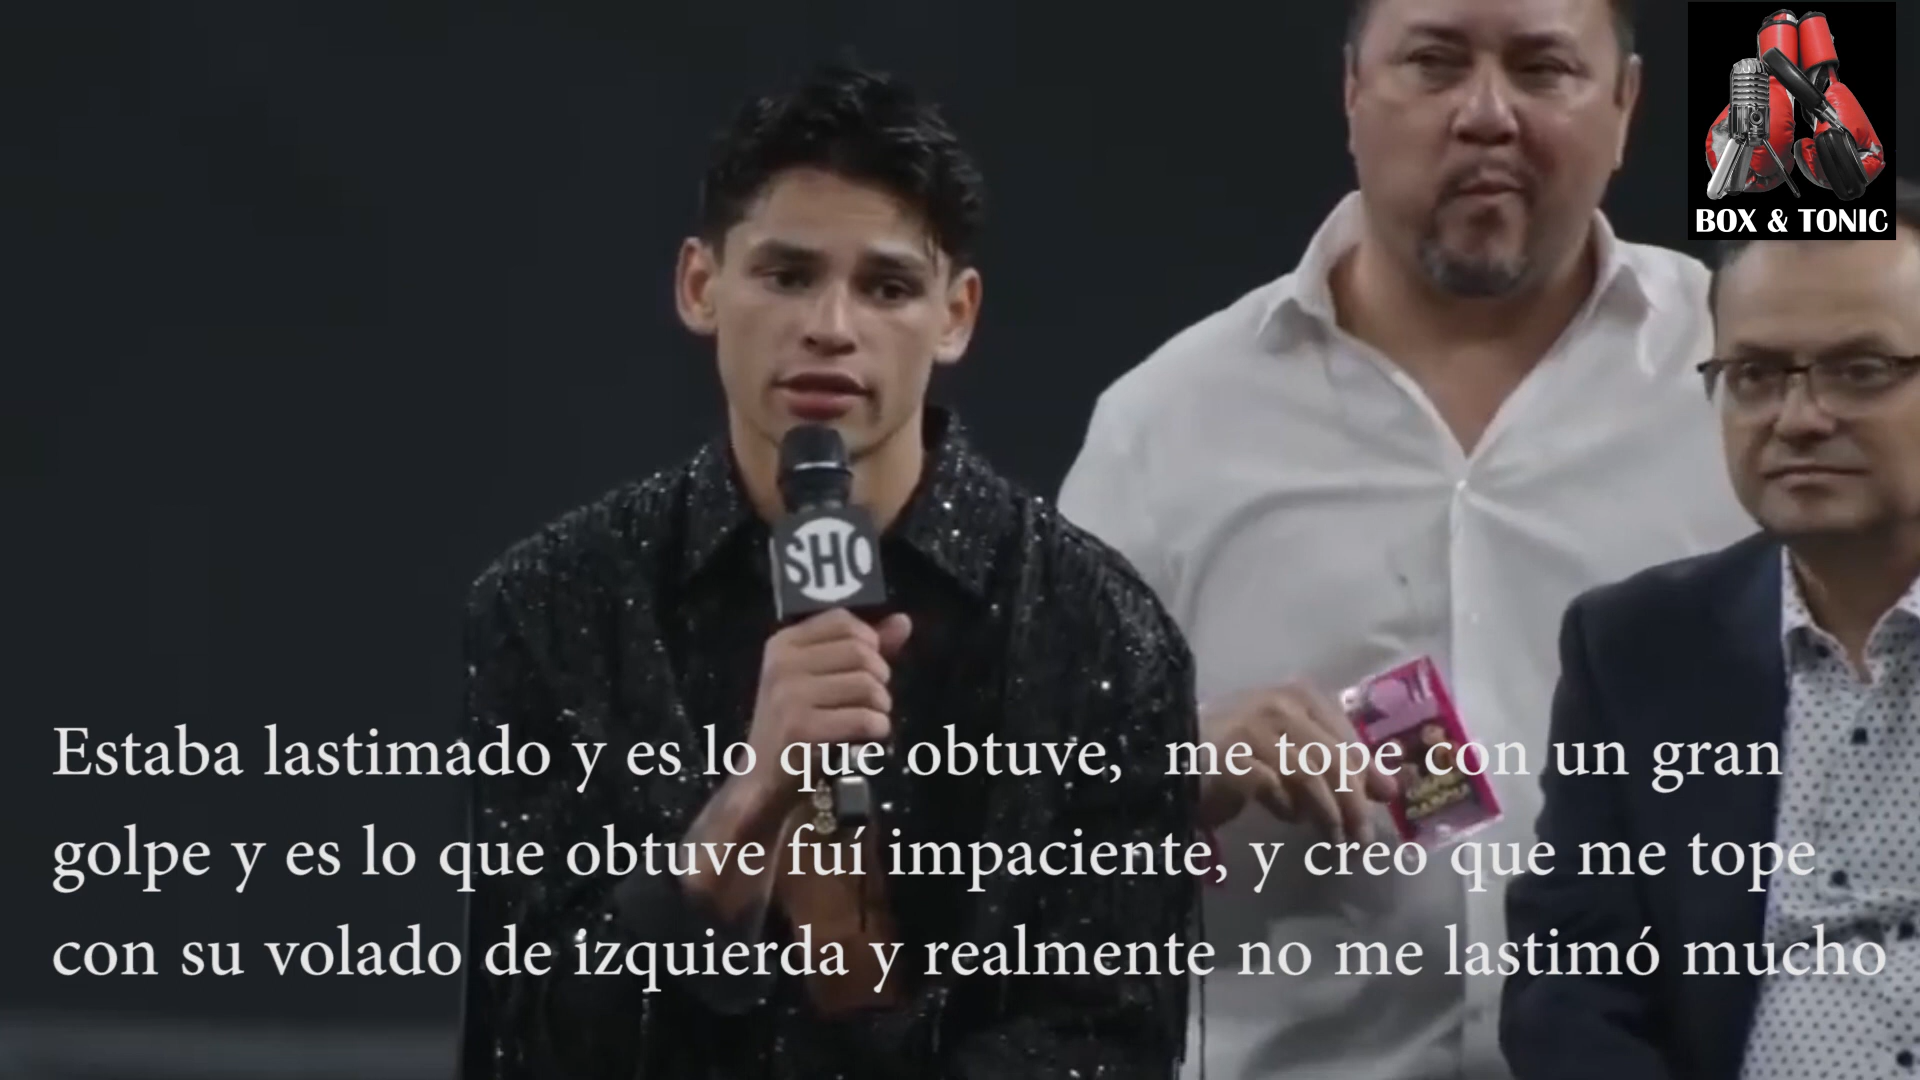 BOX & TONIC
SHO
Estaba lastimado y es lo que obtuve, me tope con un gran
golpe y es lo que obtuve fuí impaciente, y creo que me tope
con su volado de izquierda y realmente no me lastimó mucho